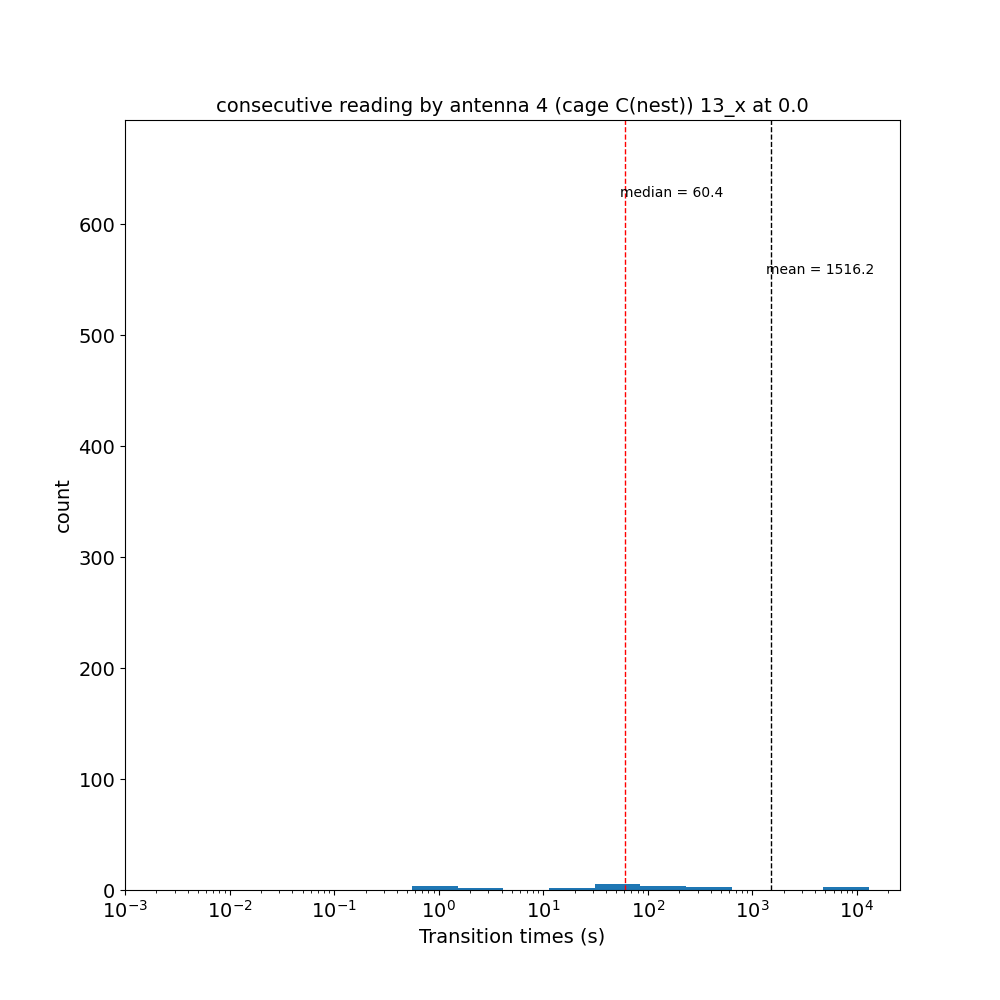 consecutive reading by antenna 4 (cage C(nest)) 13_x at 0.0
median = 60.4
mean = 1516.2
600
500
400
300
200
100
0
count
10⁻³ 10⁻² 10⁻¹ 10⁰ 10¹ 10² 10³ 10⁴
Transition times (s)